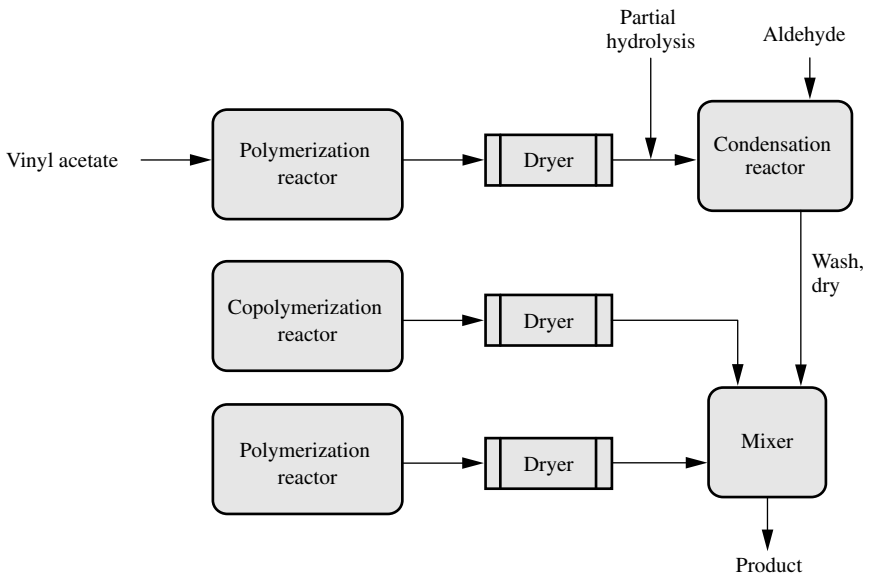 Partial
hydrolysis
Aldehyde
Vinyl acetate
Polymerization
reactor
Dryer
Condensation
reactor
Wash,
dry
Copolymerization
reactor
Dryer
Polymerization
reactor
Dryer
Mixer
Product